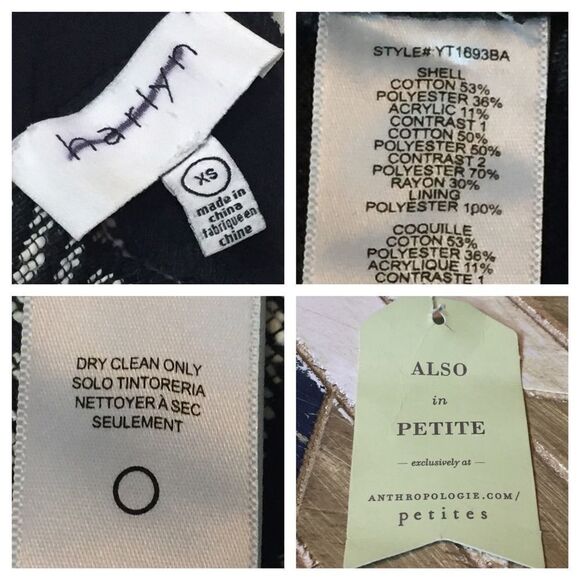 harlyn
XS
made in
china
fabriqué en
chine
STYLE# YT1693BA
SHELL
COTTON 53%
POLYESTER 36%
ACRYLIC 11%
CONTRAST 1
COTTON 50%
POLYESTER 50%
CONTRAST 2
POLYESTER 70%
RAYON 30%
LINING
POLYESTER 100%
COQUILLE
COTON 53%
POLYESTER 36%
ACRYLIQUE 11%
CONTRASTE 1
DRY CLEAN ONLY
SOLO TINTORERIA
NETTOYER À SEC
SEULEMENT
ALSO
in
PETITE
— exclusively at —
ANTHROPOLOGIE.COM/
petites